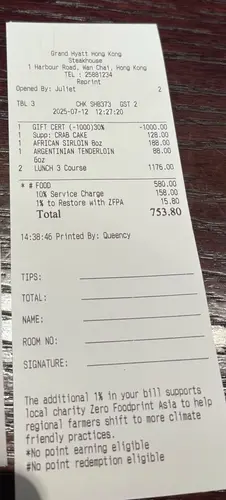 Grand Hyatt Hong Kong
Steakhouse
1 Harbour Road, Wan Chai, Hong Kong
TEL : 25881234
Reprint
Opened By: Juliet 2
TBL 3 CHK SH8373 GST 2
2025-07-12 12:27:20
1 GIFT CERT (-1000)30% -1000.00
1 Supp: CRAB CAKE 128.00
1 AFRICAN SIRLOIN 8oz 188.00
1 ARGENTINIAN TENDERLOIN 88.00
6oz
2 LUNCH 3 Course 1176.00
* # FOOD 580.00
10% Service Charge 158.00
1% to Restore with ZFPA 15.80
Total 753.80
14:38:46 Printed By: Queency
TIPS:
TOTAL:
NAME:
ROOM NO:
SIGNATURE:
The additional 1% in your bill supports
local charity Zero Foodprint Asia to help
regional farmers shift to more climate
friendly practices.
*No point earning eligible
#No point redemption eligible